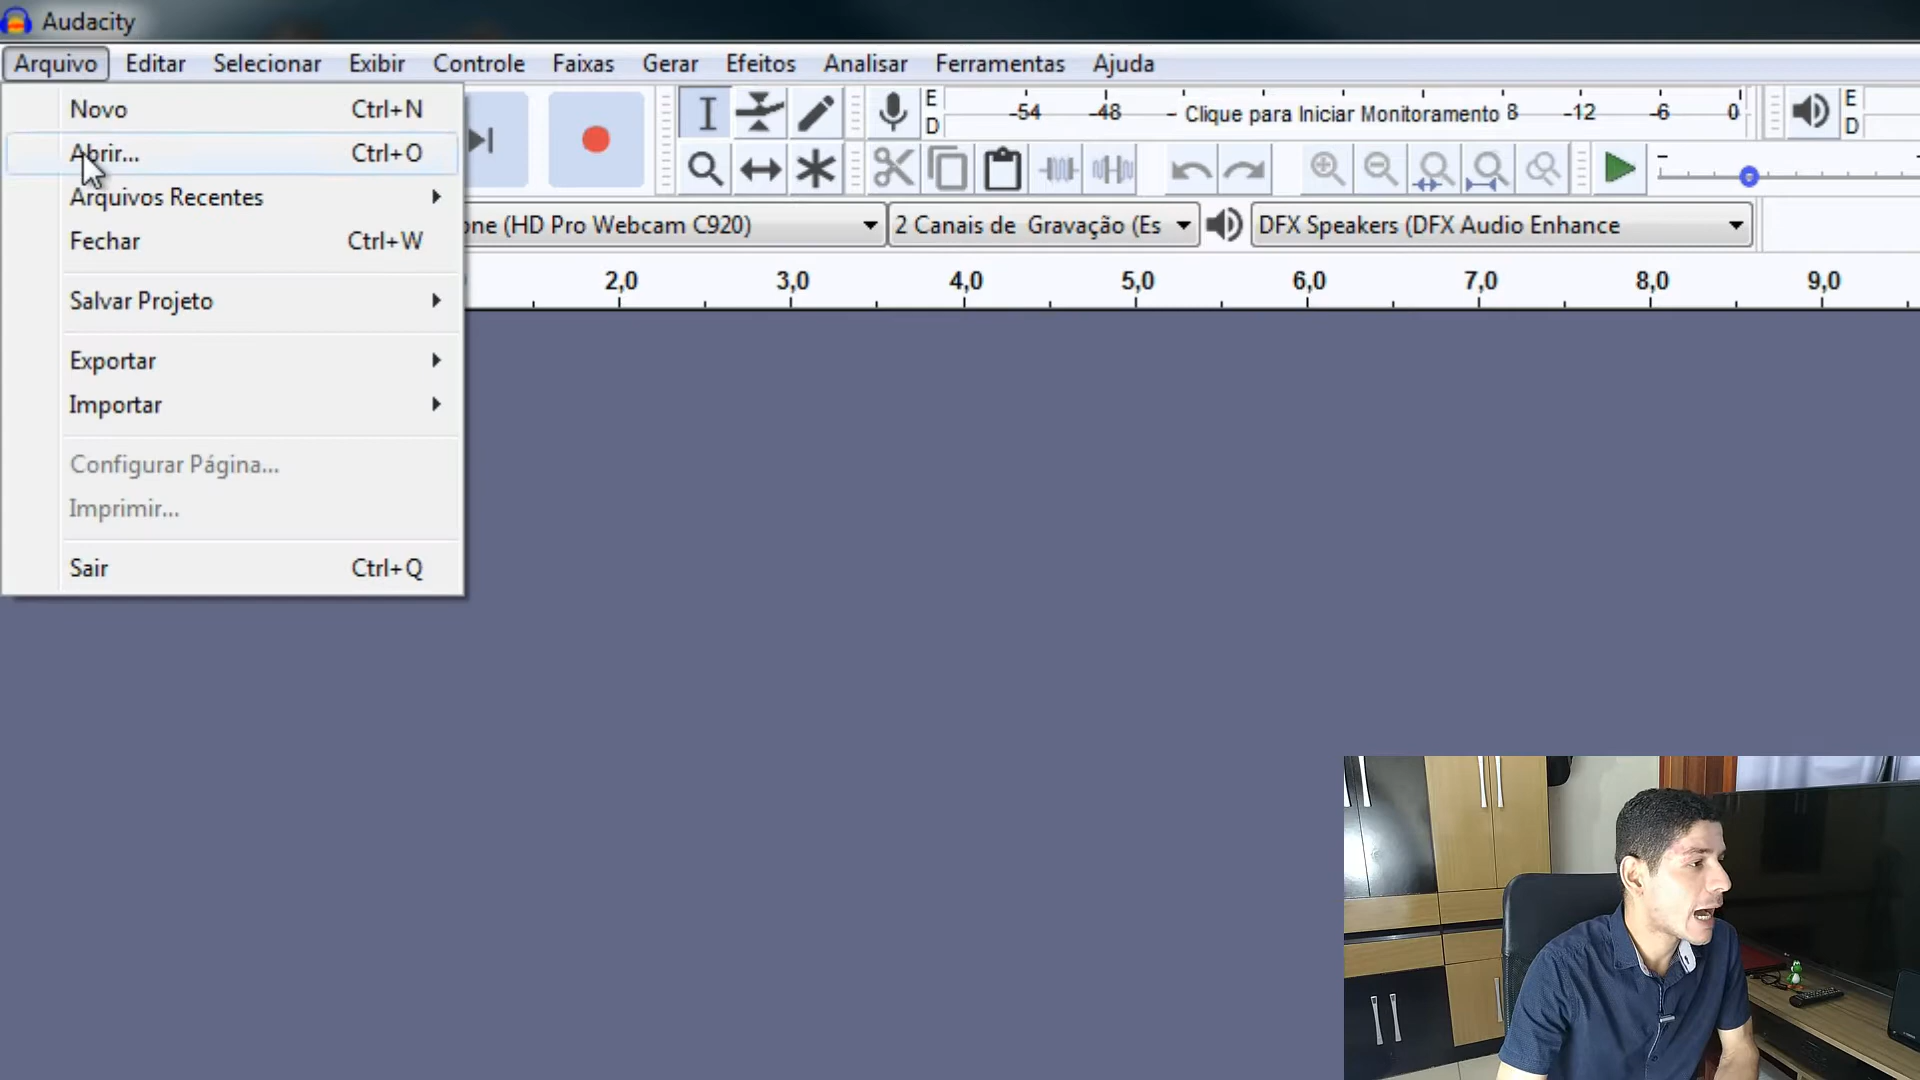 Audacity
Arquivo Editar Selecionar Exibir Controle Faixas Gerar Efeitos Analisar Ferramentas Ajuda
Novo Ctrl+N
Abrir... Ctrl+O
Arquivos Recentes
Fechar Ctrl+W
Salvar Projeto
Exportar
Importar
Configurar Página...
Imprimir...
Sair Ctrl+Q
E
D
-54 -48 - Clique para Iniciar Monitoramento 8 -12 -6 0
E
D
one (HD Pro Webcam C920)
2 Canais de Gravação (Es
DFX Speakers (DFX Audio Enhance
2,0 3,0 4,0 5,0 6,0 7,0 8,0 9,0